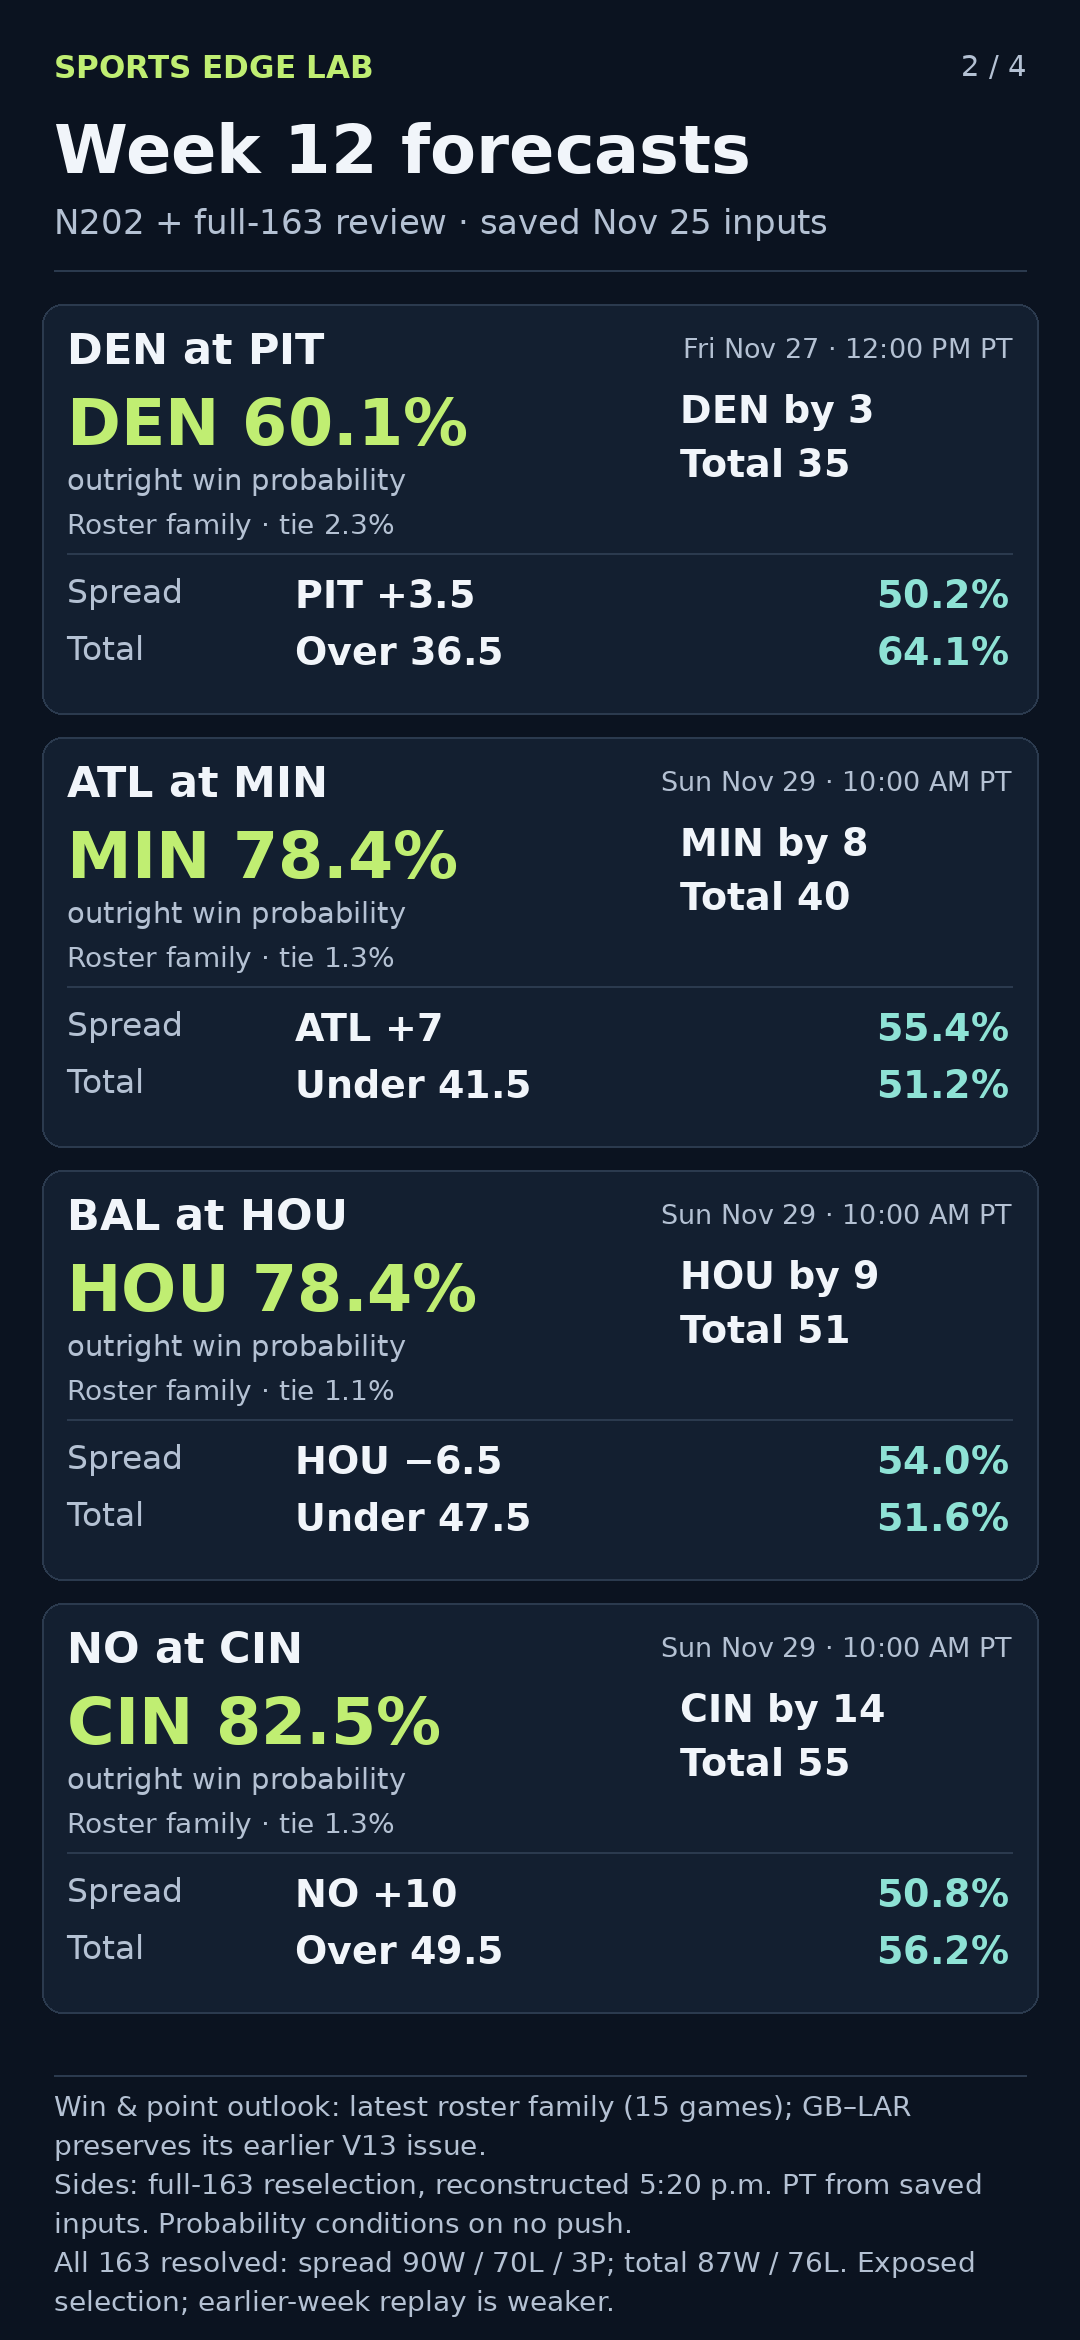 SPORTS EDGE LAB
2 / 4
Week 12 forecasts
N202 + full-163 review · saved Nov 25 inputs
DEN at PIT
Fri Nov 27 · 12:00 PM PT
DEN 60.1%
DEN by 3
Total 35
outright win probability
Roster family · tie 2.3%
Spread PIT +3.5 50.2%
Total Over 36.5 64.1%
ATL at MIN
Sun Nov 29 · 10:00 AM PT
MIN 78.4%
MIN by 8
Total 40
outright win probability
Roster family · tie 1.3%
Spread ATL +7 55.4%
Total Under 41.5 51.2%
BAL at HOU
Sun Nov 29 · 10:00 AM PT
HOU 78.4%
HOU by 9
Total 51
outright win probability
Roster family · tie 1.1%
Spread HOU −6.5 54.0%
Total Under 47.5 51.6%
NO at CIN
Sun Nov 29 · 10:00 AM PT
CIN 82.5%
CIN by 14
Total 55
outright win probability
Roster family · tie 1.3%
Spread NO +10 50.8%
Total Over 49.5 56.2%
Win & point outlook: latest roster family (15 games); GB–LAR
preserves its earlier V13 issue.
Sides: full-163 reselection, reconstructed 5:20 p.m. PT from saved
inputs. Probability conditions on no push.
All 163 resolved: spread 90W / 70L / 3P; total 87W / 76L. Exposed
selection; earlier-week replay is weaker.